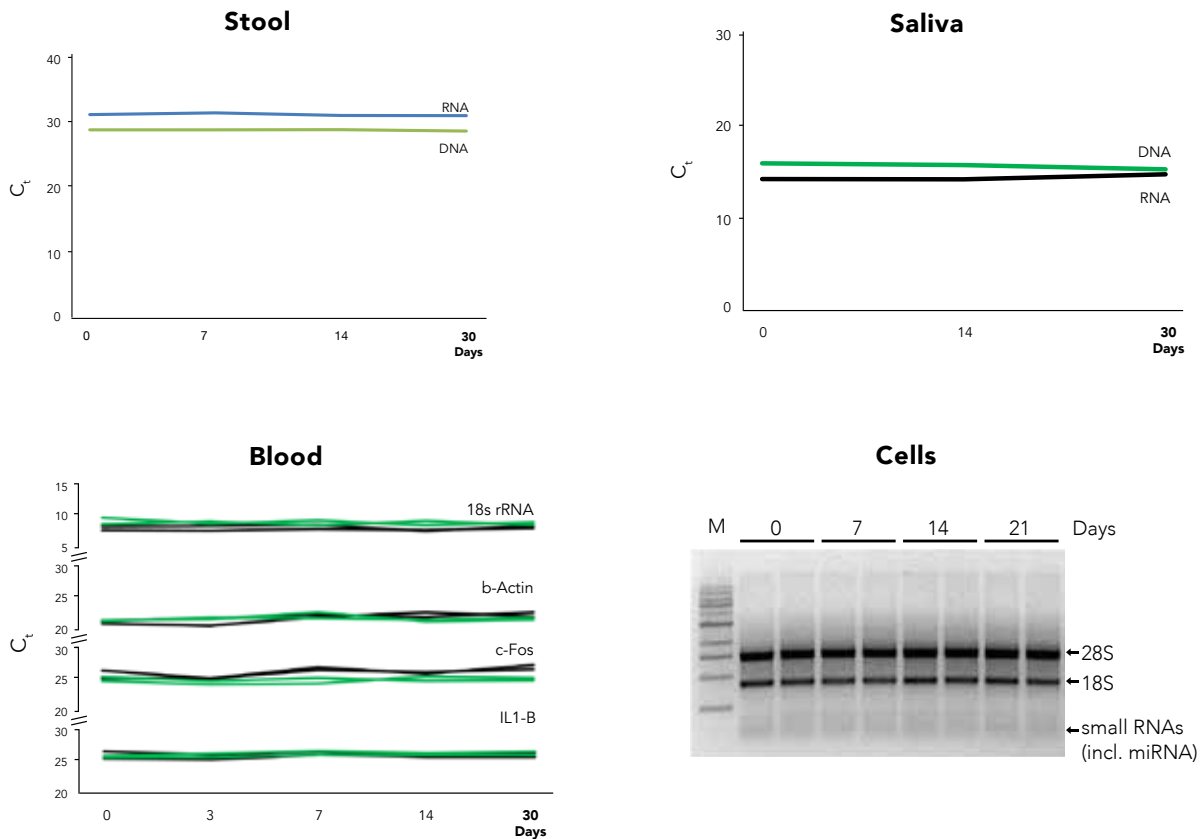 Stool
40
30
20
10
0
C_t
RNA
DNA
0 7 14 30
Days
Saliva
30
20
10
0
C_t
DNA
RNA
0 14 30
Days
Blood
15
10
5
30
25
20
30
25
20
30
25
20
C_t
18s rRNA
b-Actin
c-Fos
IL1-B
0 3 7 14 30
Days
Cells
M 0 7 14 21 Days
28S
18S
small RNAs
(incl. miRNA)